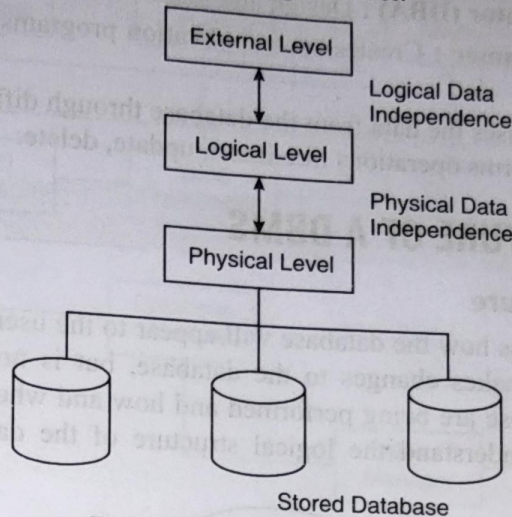 External Level
Logical Data
Independence
Logical Level
Physical Data
Independence
Physical Level
Stored Database